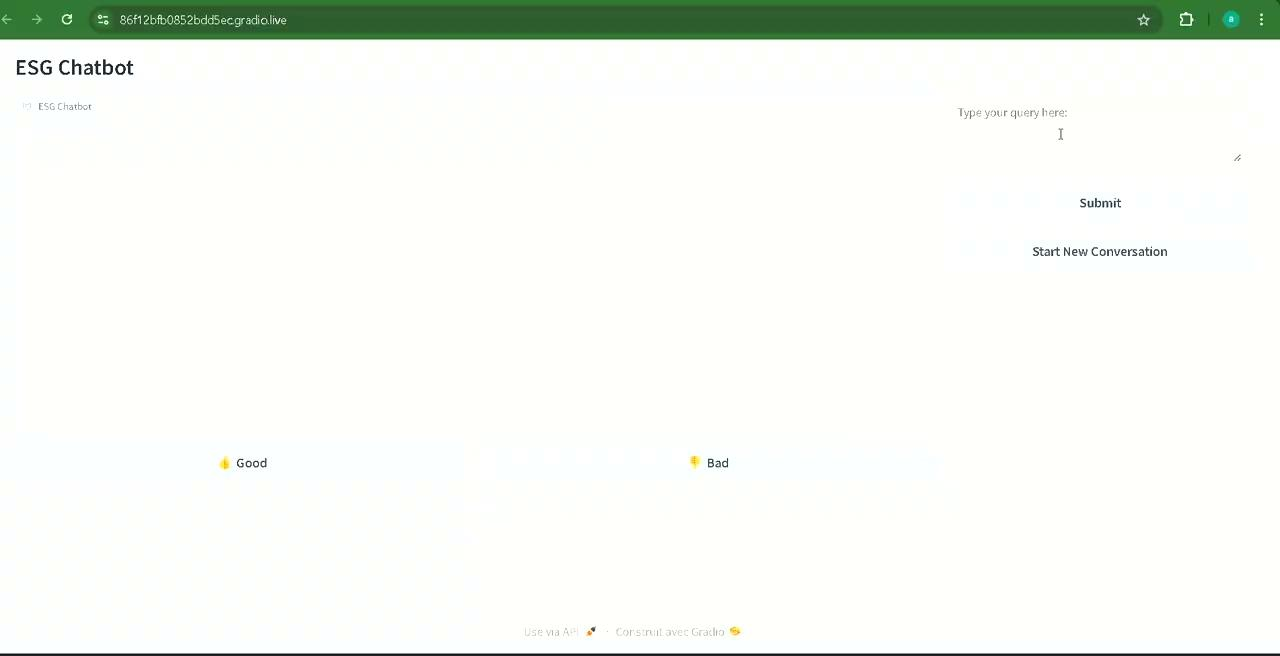 86f12bfb0852bdd5ec.gradio.live
a
ESG Chatbot
ESG Chatbot
Type your query here:
Submit
Start New Conversation
👍 Good
👎 Bad
Use via API 🚀 · Construit avec Gradio